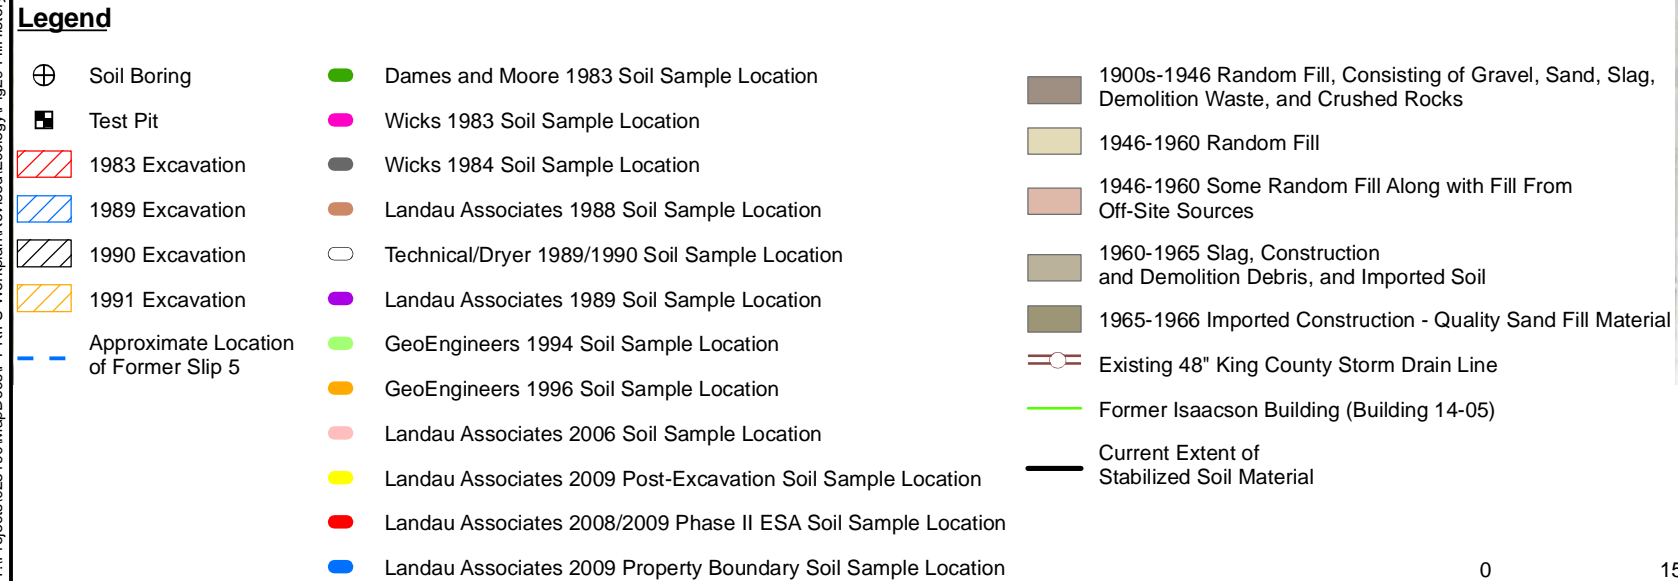 Legend
Soil Boring
Test Pit
1983 Excavation
1989 Excavation
1990 Excavation
1991 Excavation
Approximate Location
of Former Slip 5
Dames and Moore 1983 Soil Sample Location
Wicks 1983 Soil Sample Location
Wicks 1984 Soil Sample Location
Landau Associates 1988 Soil Sample Location
Technical/Dryer 1989/1990 Soil Sample Location
Landau Associates 1989 Soil Sample Location
GeoEngineers 1994 Soil Sample Location
GeoEngineers 1996 Soil Sample Location
Landau Associates 2006 Soil Sample Location
Landau Associates 2009 Post-Excavation Soil Sample Location
Landau Associates 2008/2009 Phase II ESA Soil Sample Location
Landau Associates 2009 Property Boundary Soil Sample Location
1900s-1946 Random Fill, Consisting of Gravel, Sand, Slag,
Demolition Waste, and Crushed Rocks
1946-1960 Random Fill
1946-1960 Some Random Fill Along with Fill From
Off-Site Sources
1960-1965 Slag, Construction
and Demolition Debris, and Imported Soil
1965-1966 Imported Construction - Quality Sand Fill Material
Existing 48" King County Storm Drain Line
Former Isaacson Building (Building 14-05)
Current Extent of
Stabilized Soil Material
0